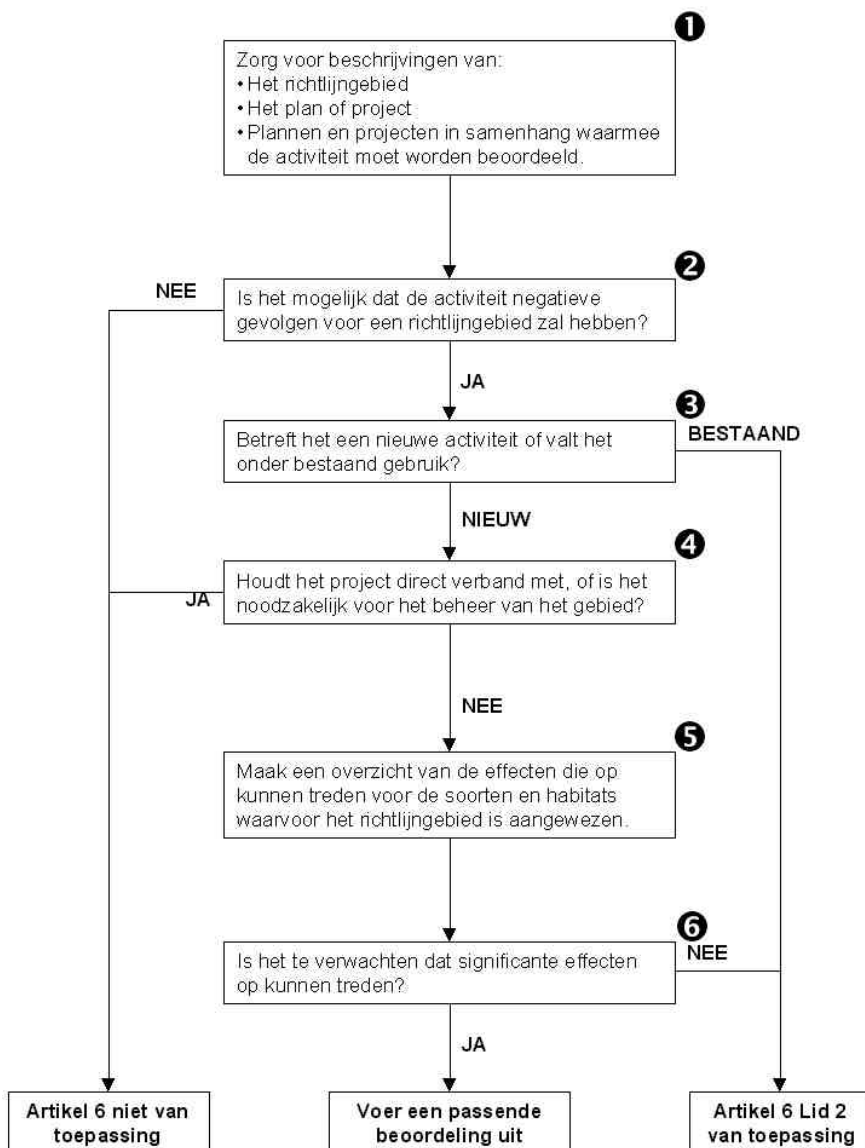 ❶
Zorg voor beschrijvingen van:
• Het richtlijngebied
• Het plan of project
• Plannen en projecten in samenhang waarmee
de activiteit moet worden beoordeeld.
❷
NEE
Is het mogelijk dat de activiteit negatieve
gevolgen voor een richtlijngebied zal hebben?
JA
❸
BESTAAND
Betreft het een nieuwe activiteit of valt het
onder bestaand gebruik?
NIEUW
❹
Houdt het project direct verband met, of is het
noodzakelijk voor het beheer van het gebied?
JA
NEE
❺
Maak een overzicht van de effecten die op
kunnen treden voor de soorten en habitats
waarvoor het richtlijngebied is aangewezen.
❻
NEE
Is het te verwachten dat significante effecten
op kunnen treden?
JA
Artikel 6 niet van
toepassing
Voer een passende
beoordeling uit
Artikel 6 Lid 2
van toepassing